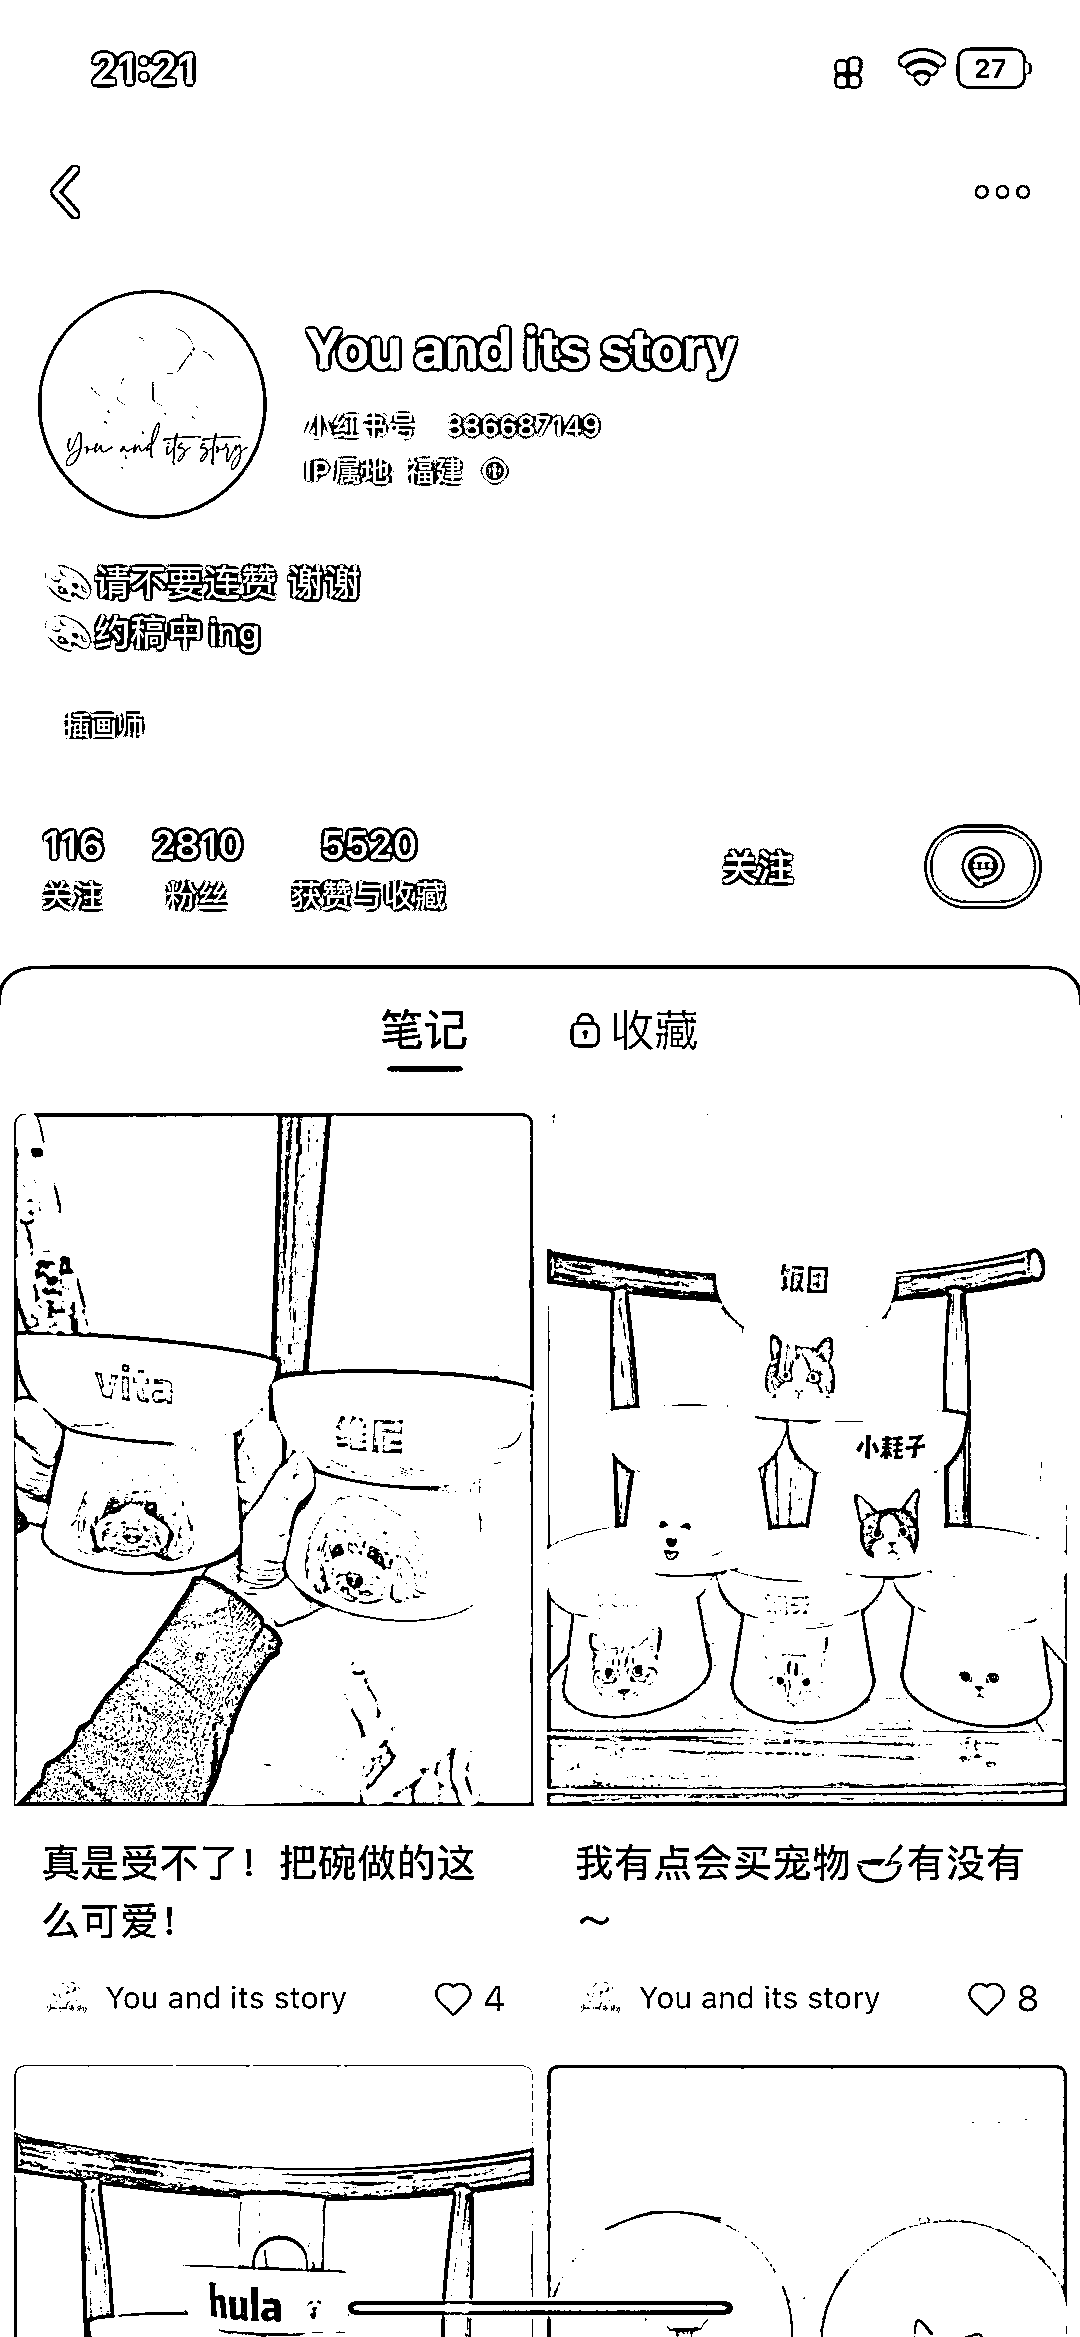 21:21
27
You and its story
You and its story
小红书号 386687149
IP属地 福建
请不要连赞 谢谢
约稿中ing
插画师
116 2810 5520
关注 粉丝 获赞与收藏
关注
笔记 收藏
vita
维尼
饭团
小耗子
真是受不了！把碗做的这
么可爱！
You and its story 4
我有点会买宠物🥣有没有
～
You and its story 8
hula